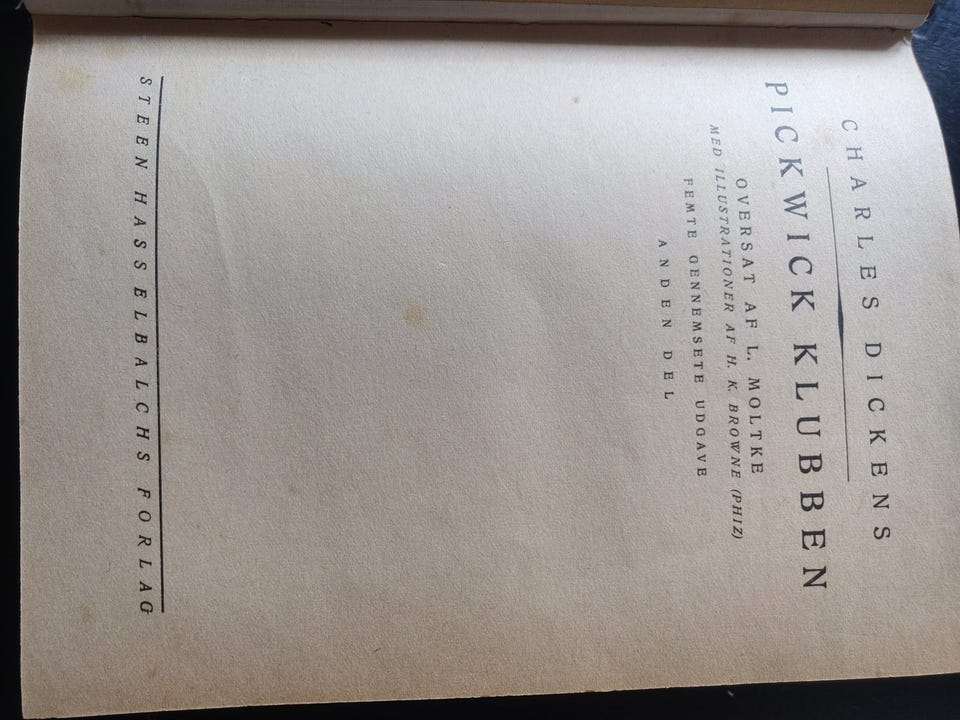 CHARLES DICKENS
PICKWICK KLUBBEN
OVERSAT AF L. MOLTKE
MED ILLUSTRATIONER AF H. K. BROWNE (PHIZ)
FEMTE GENNEMSETE UDGAVE
ANDEN DEL
STEEN HASSELBALCHS FORLAG